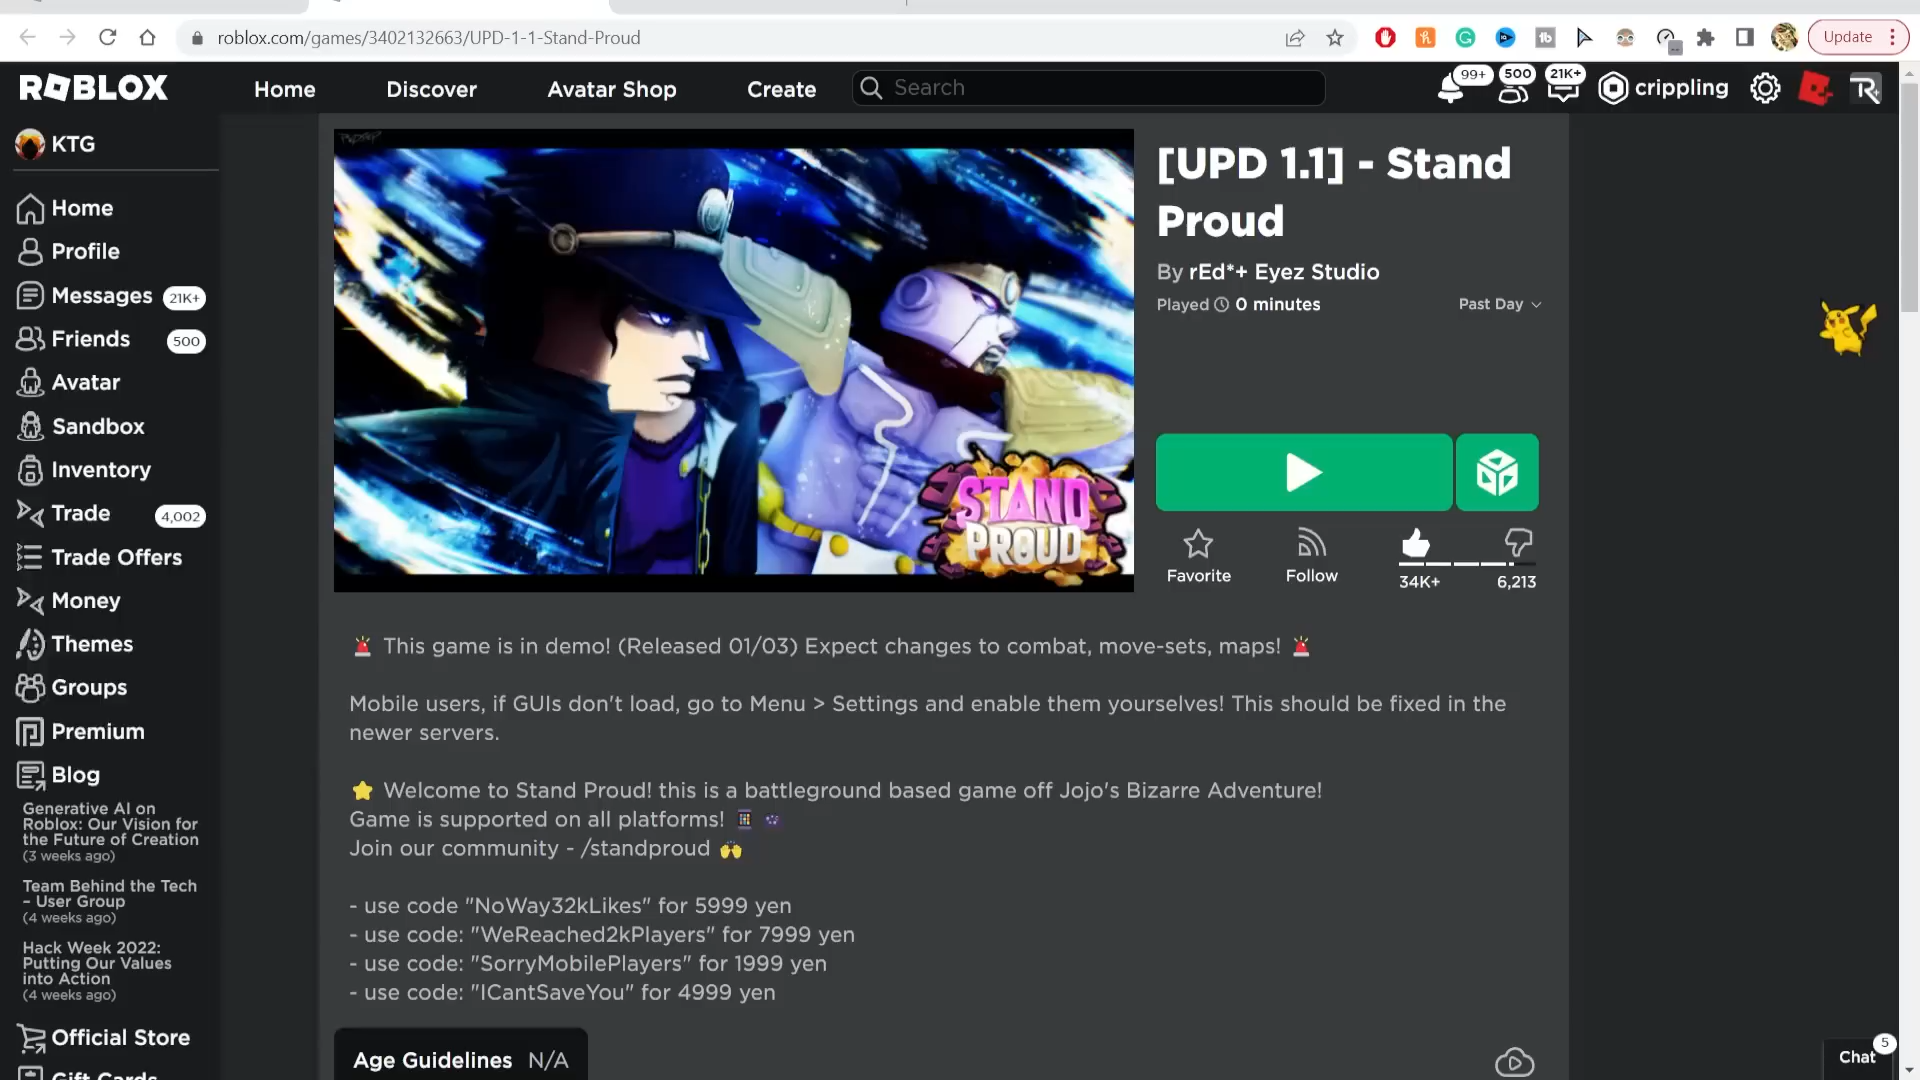 roblox.com/games/3402132663/UPD-1-1-Stand-Proud
Update
ROBLOX
Home
Discover
Avatar Shop
Create
Search
99+
500
21K+
crippling
KTG
Home
Profile
Messages 21K+
Friends 500
Avatar
Sandbox
Inventory
Trade 4,002
Trade Offers
Money
Themes
Groups
Premium
Blog
Generative AI on
Roblox: Our Vision for
the Future of Creation
(3 weeks ago)
Team Behind the Tech
– User Group
(4 weeks ago)
Hack Week 2022:
Putting Our Values
into Action
(4 weeks ago)
Official Store
Gift Cards
STAND
PROUD
[UPD 1.1] - Stand
Proud
By rEd*+ Eyez Studio
Played 0 minutes
Past Day
Favorite
Follow
34K+
6,213
🚨 This game is in demo! (Released 01/03) Expect changes to combat, move-sets, maps! 🚨
Mobile users, if GUIs don't load, go to Menu > Settings and enable them yourselves! This should be fixed in the
newer servers.
⭐ Welcome to Stand Proud! this is a battleground based game off Jojo's Bizarre Adventure!
Game is supported on all platforms!
Join our community - /standproud 🙌
- use code "NoWay32kLikes" for 5999 yen
- use code: "WeReached2kPlayers" for 7999 yen
- use code: "SorryMobilePlayers" for 1999 yen
- use code: "ICantSaveYou" for 4999 yen
Age Guidelines N/A
Chat 5